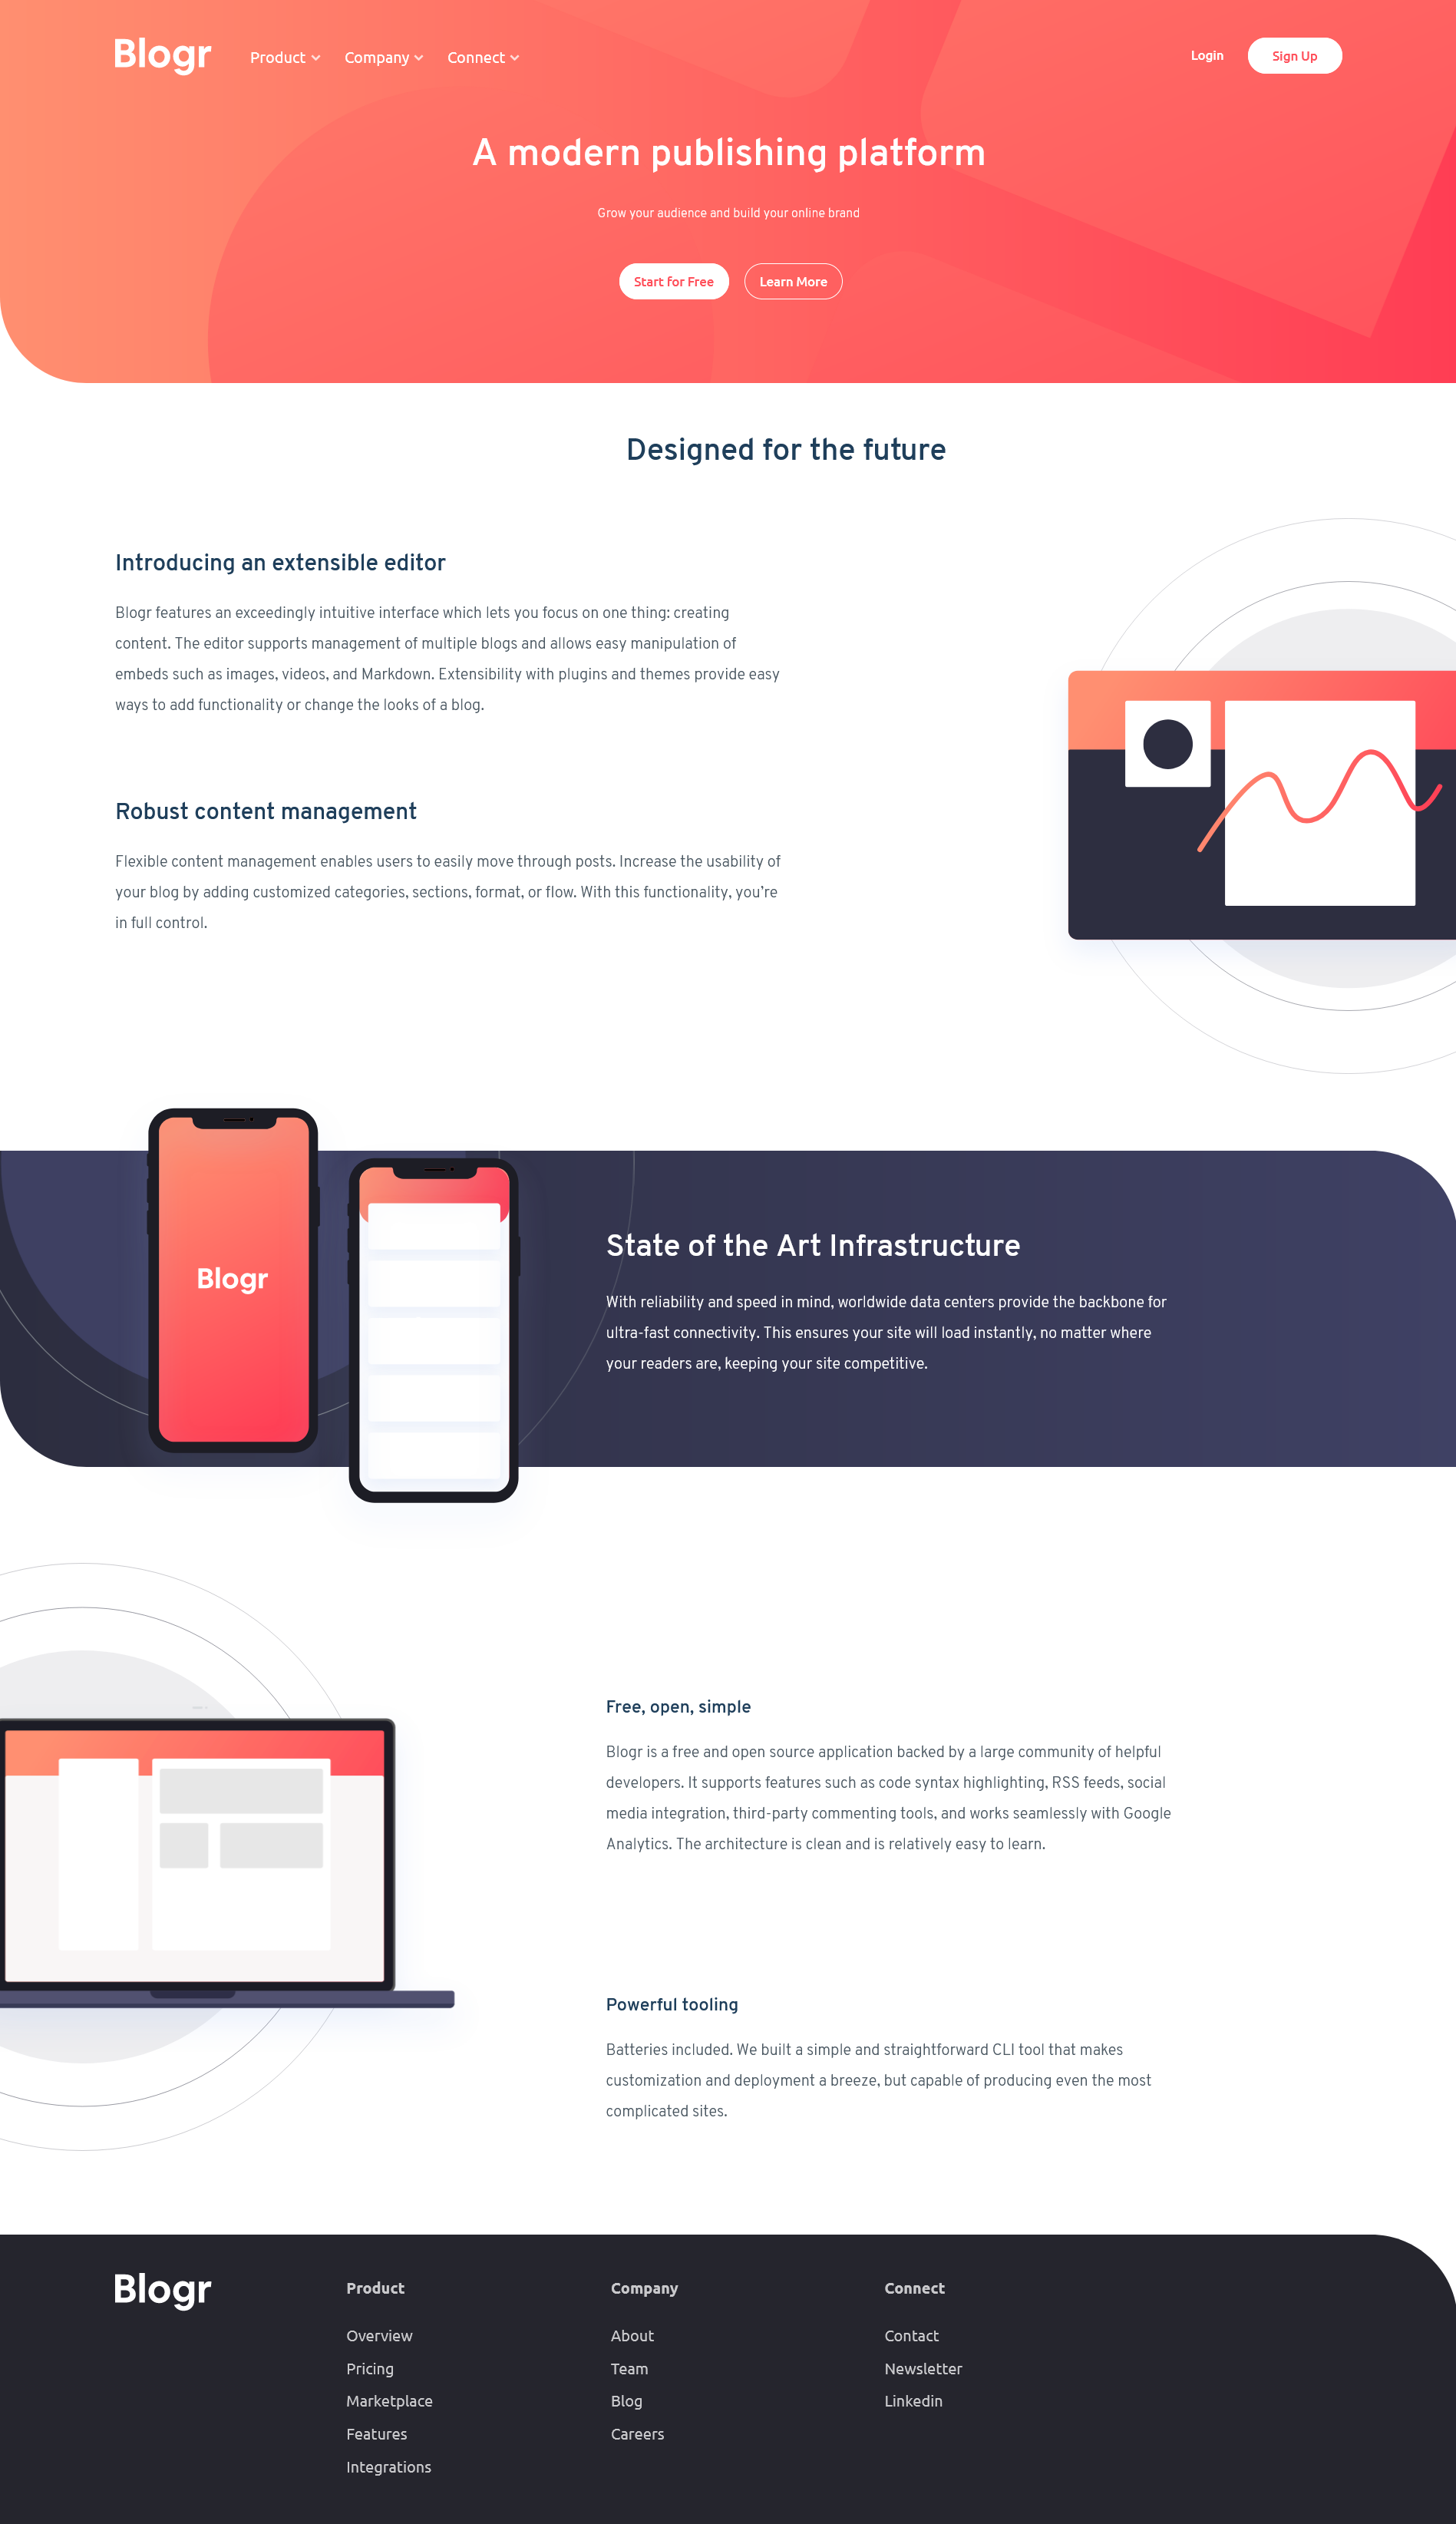 Blogr
Product
Company
Connect
Login
Sign Up
A modern publishing platform
Grow your audience and build your online brand
Start for Free
Learn More
Designed for the future
Introducing an extensible editor
Blogr features an exceedingly intuitive interface which lets you focus on one thing: creating
content. The editor supports management of multiple blogs and allows easy manipulation of
embeds such as images, videos, and Markdown. Extensibility with plugins and themes provide easy
ways to add functionality or change the looks of a blog.
Robust content management
Flexible content management enables users to easily move through posts. Increase the usability of
your blog by adding customized categories, sections, format, or flow. With this functionality, you’re
in full control.
Blogr
State of the Art Infrastructure
With reliability and speed in mind, worldwide data centers provide the backbone for
ultra-fast connectivity. This ensures your site will load instantly, no matter where
your readers are, keeping your site competitive.
Free, open, simple
Blogr is a free and open source application backed by a large community of helpful
developers. It supports features such as code syntax highlighting, RSS feeds, social
media integration, third-party commenting tools, and works seamlessly with Google
Analytics. The architecture is clean and is relatively easy to learn.
Powerful tooling
Batteries included. We built a simple and straightforward CLI tool that makes
customization and deployment a breeze, but capable of producing even the most
complicated sites.
Blogr
Product
Overview
Pricing
Marketplace
Features
Integrations
Company
About
Team
Blog
Careers
Connect
Contact
Newsletter
Linkedin